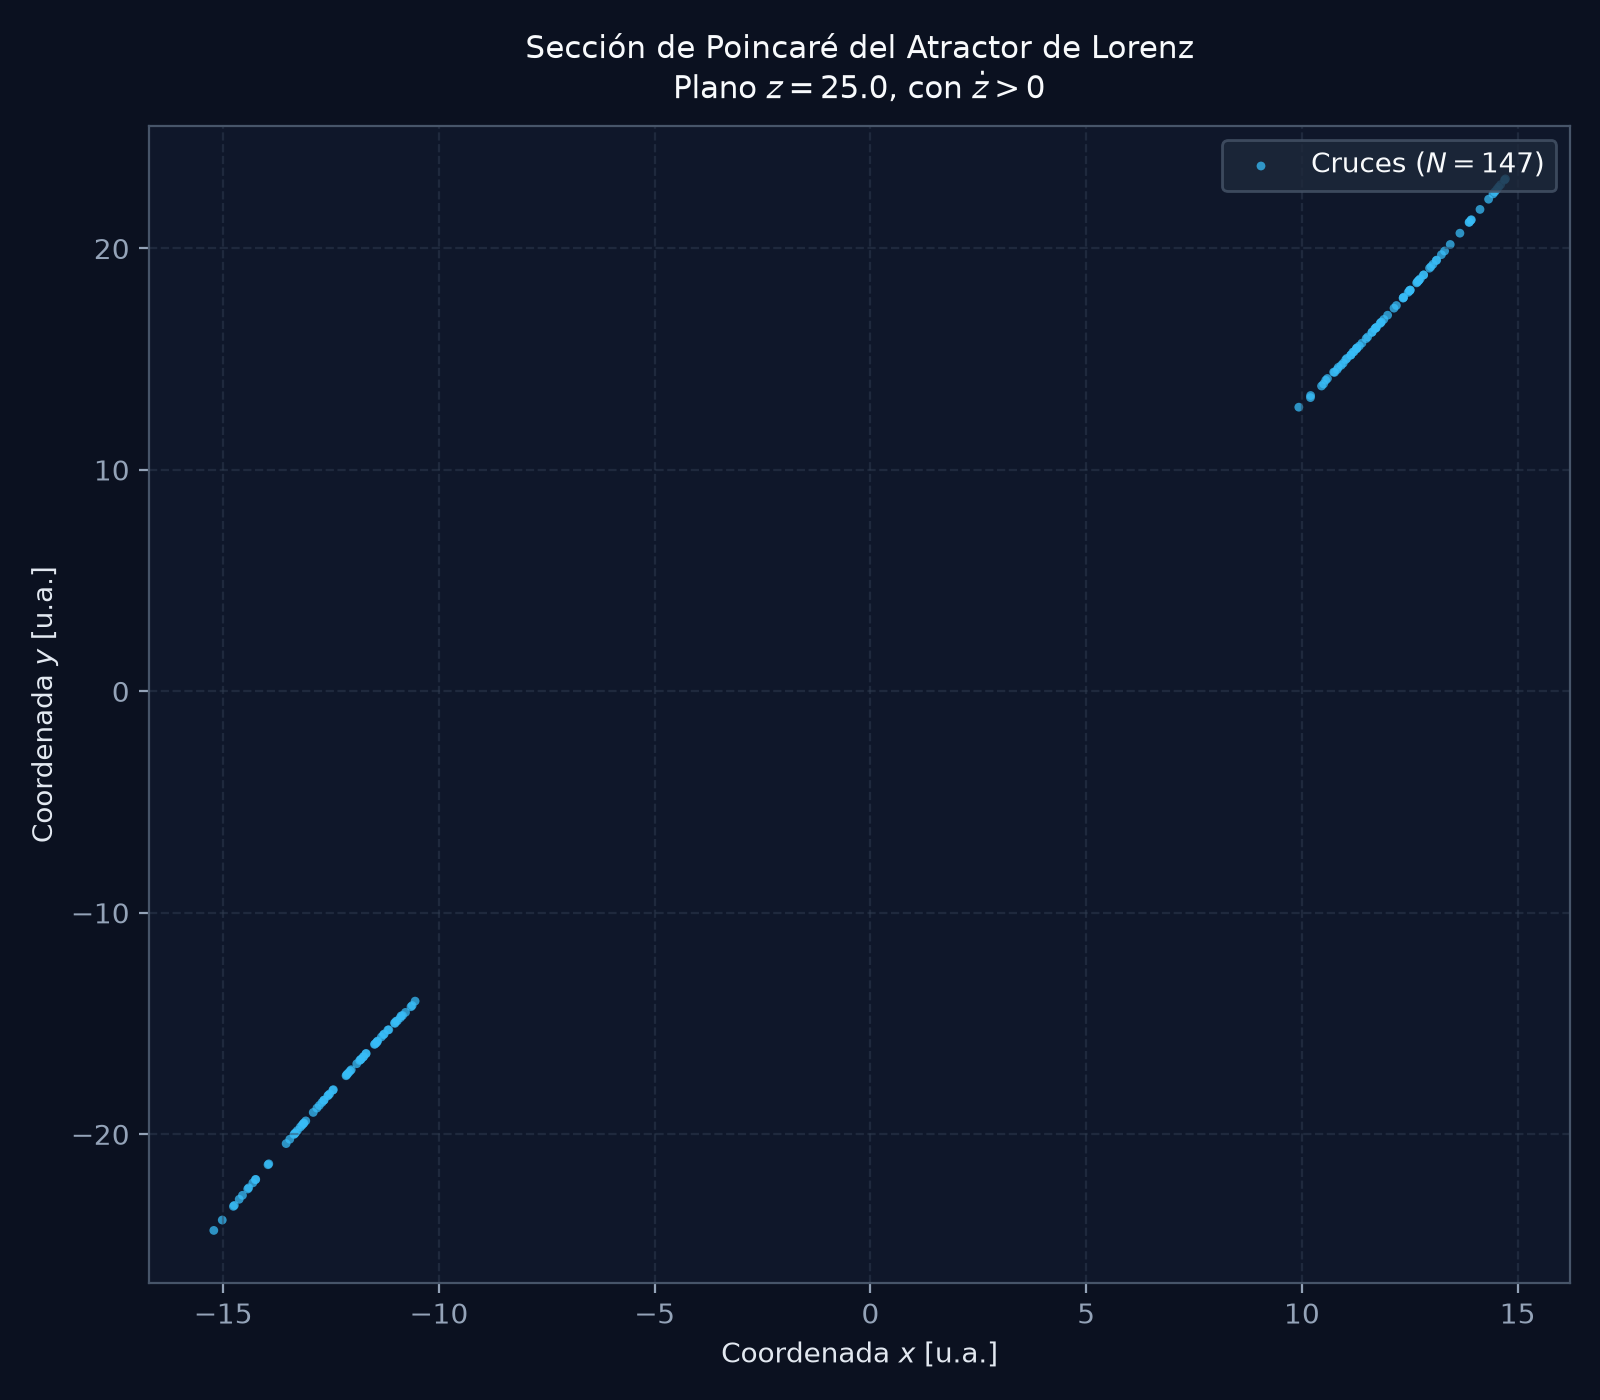 Sección de Poincaré del Atractor de Lorenz
Plano z = 25.0, con ż > 0
Cruces (N = 147)
20
10
0
−10
−20
Coordenada y [u.a.]
−15
−10
−5
0
5
10
15
Coordenada x [u.a.]